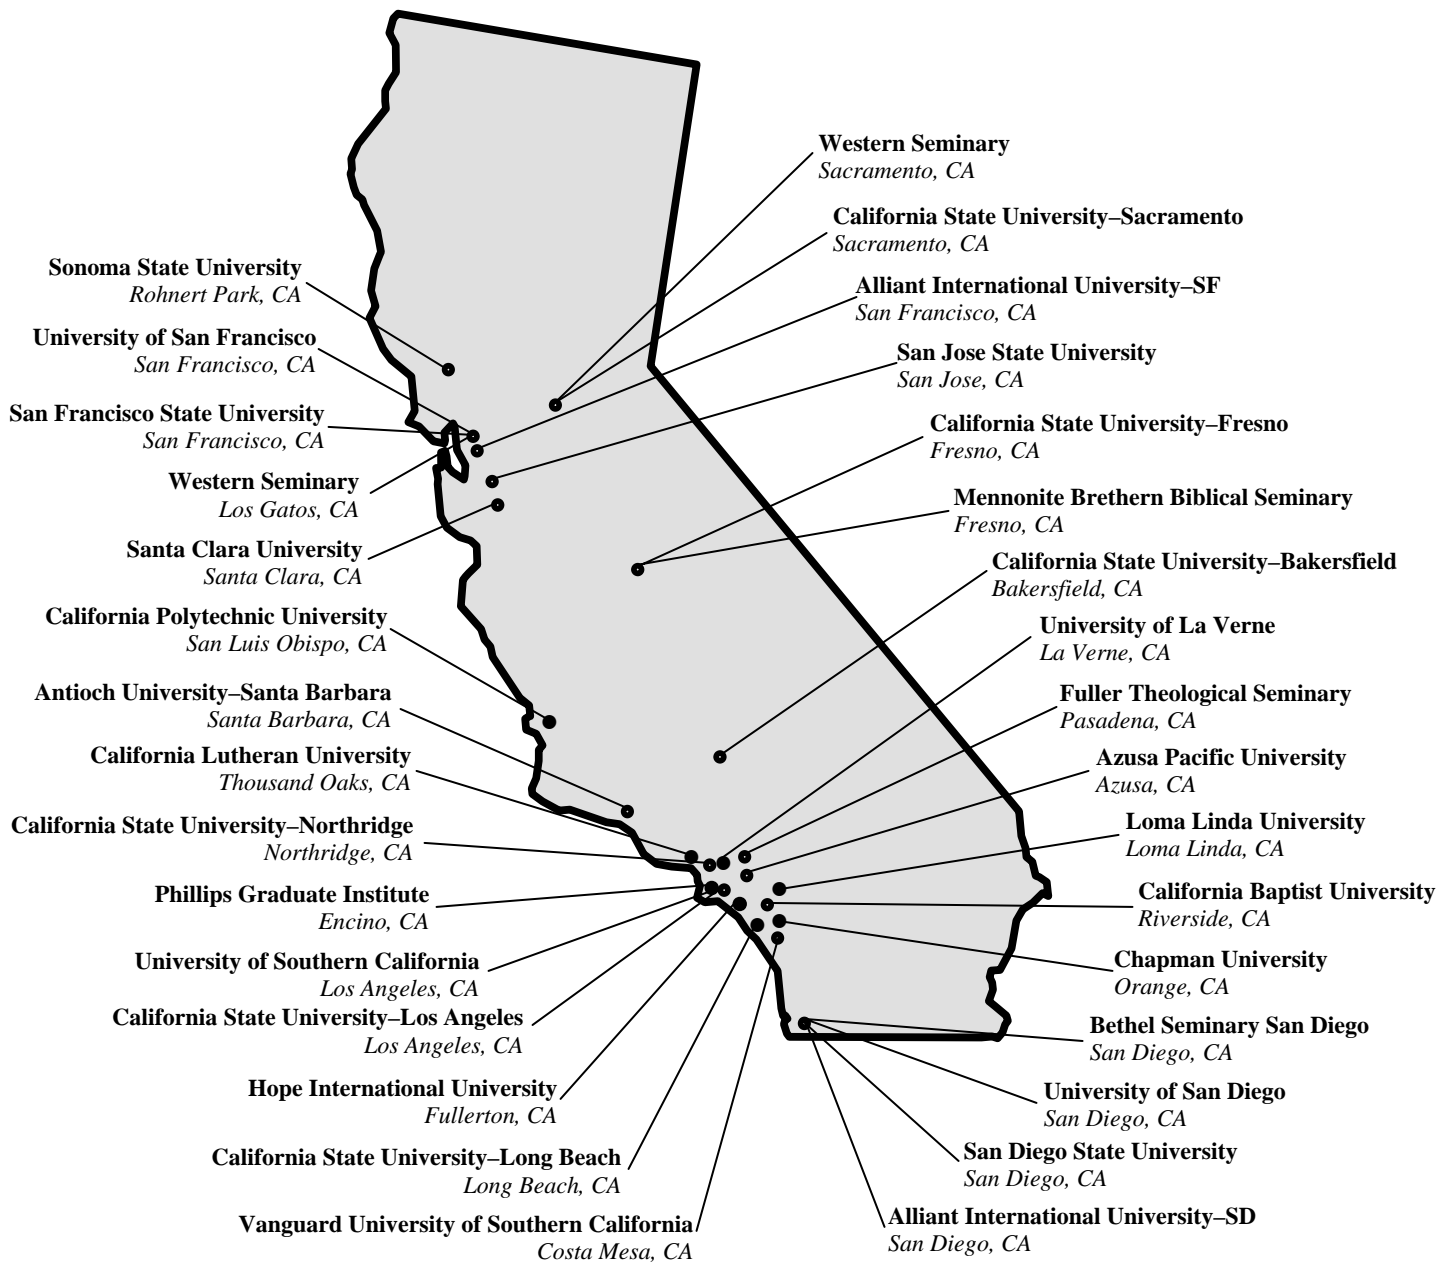 Western Seminary
Sacramento, CA
California State University–Sacramento
Sacramento, CA
Sonoma State University
Rohnert Park, CA
Alliant International University–SF
San Francisco, CA
University of San Francisco
San Francisco, CA
San Jose State University
San Jose, CA
San Francisco State University
San Francisco, CA
California State University–Fresno
Fresno, CA
Western Seminary
Los Gatos, CA
Mennonite Brethern Biblical Seminary
Fresno, CA
Santa Clara University
Santa Clara, CA
California State University–Bakersfield
Bakersfield, CA
California Polytechnic University
San Luis Obispo, CA
University of La Verne
La Verne, CA
Antioch University–Santa Barbara
Santa Barbara, CA
Fuller Theological Seminary
Pasadena, CA
California Lutheran University
Thousand Oaks, CA
Azusa Pacific University
Azusa, CA
California State University–Northridge
Northridge, CA
Loma Linda University
Loma Linda, CA
Phillips Graduate Institute
Encino, CA
California Baptist University
Riverside, CA
University of Southern California
Los Angeles, CA
Chapman University
Orange, CA
California State University–Los Angeles
Los Angeles, CA
Bethel Seminary San Diego
San Diego, CA
Hope International University
Fullerton, CA
University of San Diego
San Diego, CA
California State University–Long Beach
Long Beach, CA
San Diego State University
San Diego, CA
Vanguard University of Southern California
Costa Mesa, CA
Alliant International University–SD
San Diego, CA